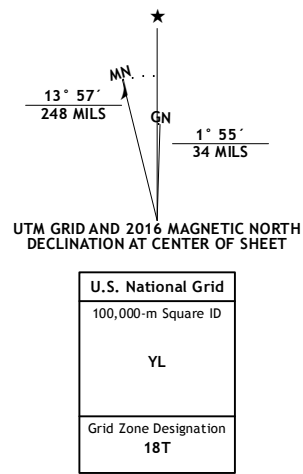 ★
MN
13° 57´
248 MILS
GN
1° 55´
34 MILS
UTM GRID AND 2016 MAGNETIC NORTH
DECLINATION AT CENTER OF SHEET
U.S. National Grid
100,000-m Square ID
YL
Grid Zone Designation
18T